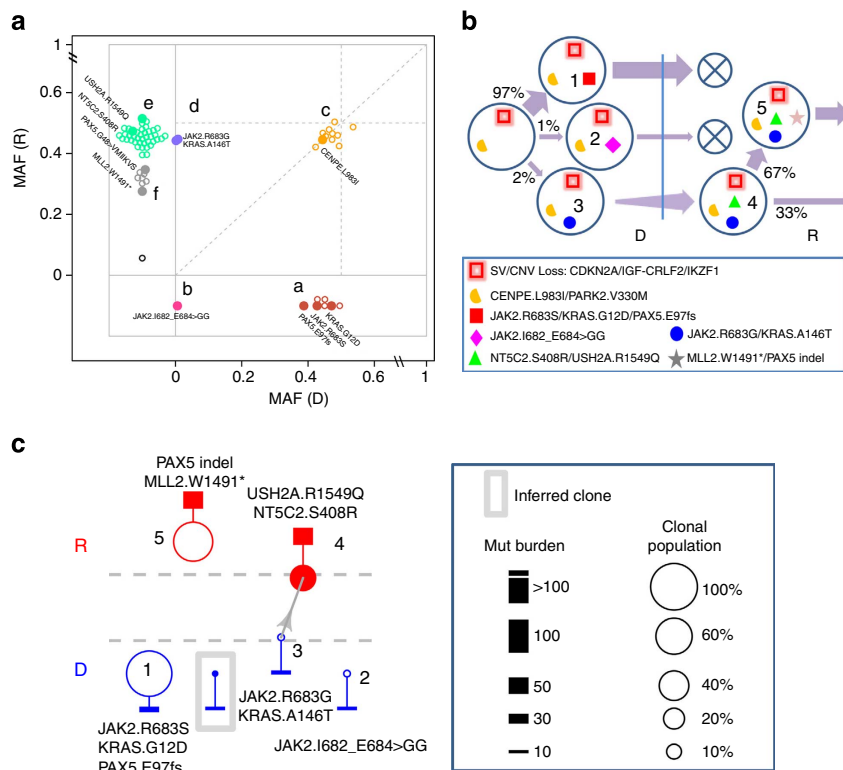 a
1
0.6
0.4
0.2
0
MAF (R)
0
0.2
0.4
0.6
1
MAF (D)
USH2A.R1549Q
NT5C2.S408R
PAX5.G48>VMIIKVS
MLL2.W1491*
e
d
JAK2.R683G
KRAS.A146T
c
CENPE.L983I
f
b
JAK2.I682_E684>GG
a
KRAS.G12D
JAK2.R683S
PAX5.E97fs
b
97%
1
1%
2
2%
3
4
5
67%
33%
D
R
SV/CNV Loss: CDKN2A/IGF-CRLF2/IKZF1
CENPE.L983I/PARK2.V330M
JAK2.R683S/KRAS.G12D/PAX5.E97fs
JAK2.I682_E684>GG
JAK2.R683G/KRAS.A146T
NT5C2.S408R/USH2A.R1549Q
MLL2.W1491*/PAX5 indel
c
PAX5 indel
MLL2.W1491*
USH2A.R1549Q
NT5C2.S408R
R
5
4
D
1
3
2
JAK2.R683S
KRAS.G12D
PAX5.E97fs
JAK2.R683G
KRAS.A146T
JAK2.I682_E684>GG
Inferred clone
Mut burden
>100
100
50
30
10
Clonal
population
100%
60%
40%
20%
10%